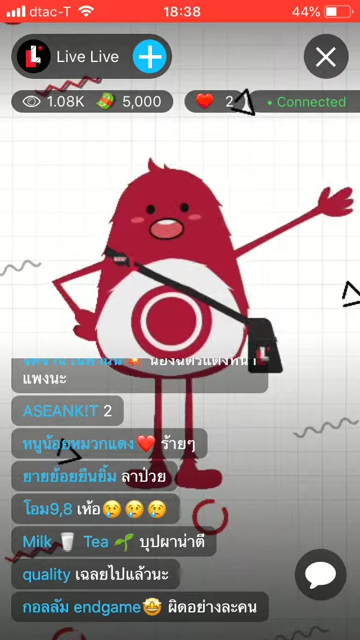 dtac-T 18:38 44%
Live Live
1.08K 5,000 2 • Connected
น้องฉัตรแต่งหน้า
แพงนะ
ASEANK!T 2
หนูน้อยหมวกแดง❤️ ร้ายๆ
ยายย้อยยืนยิ้ม ลาป่วย
โอม9,8 เห้อ😢😢😢
Milk 🥛 Tea 🌱 บุปผาน่าตี
quality เฉลยไปแล้วนะ
กอลลัม endgame🤩 ผิดอย่างละคน